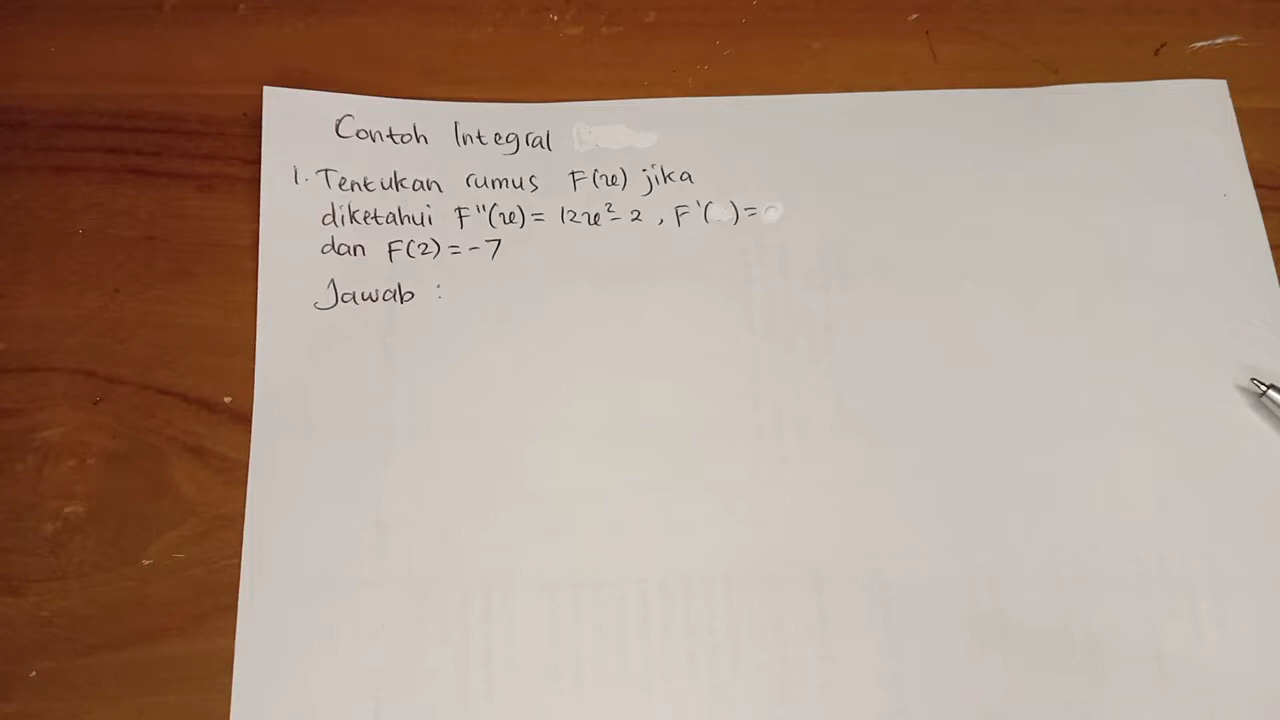 Contoh Integral
1. Tentukan rumus F(x) jika
diketahui F"(x) = 12x² - 2 , F'( ) =
dan F(2) = -7
Jawab :